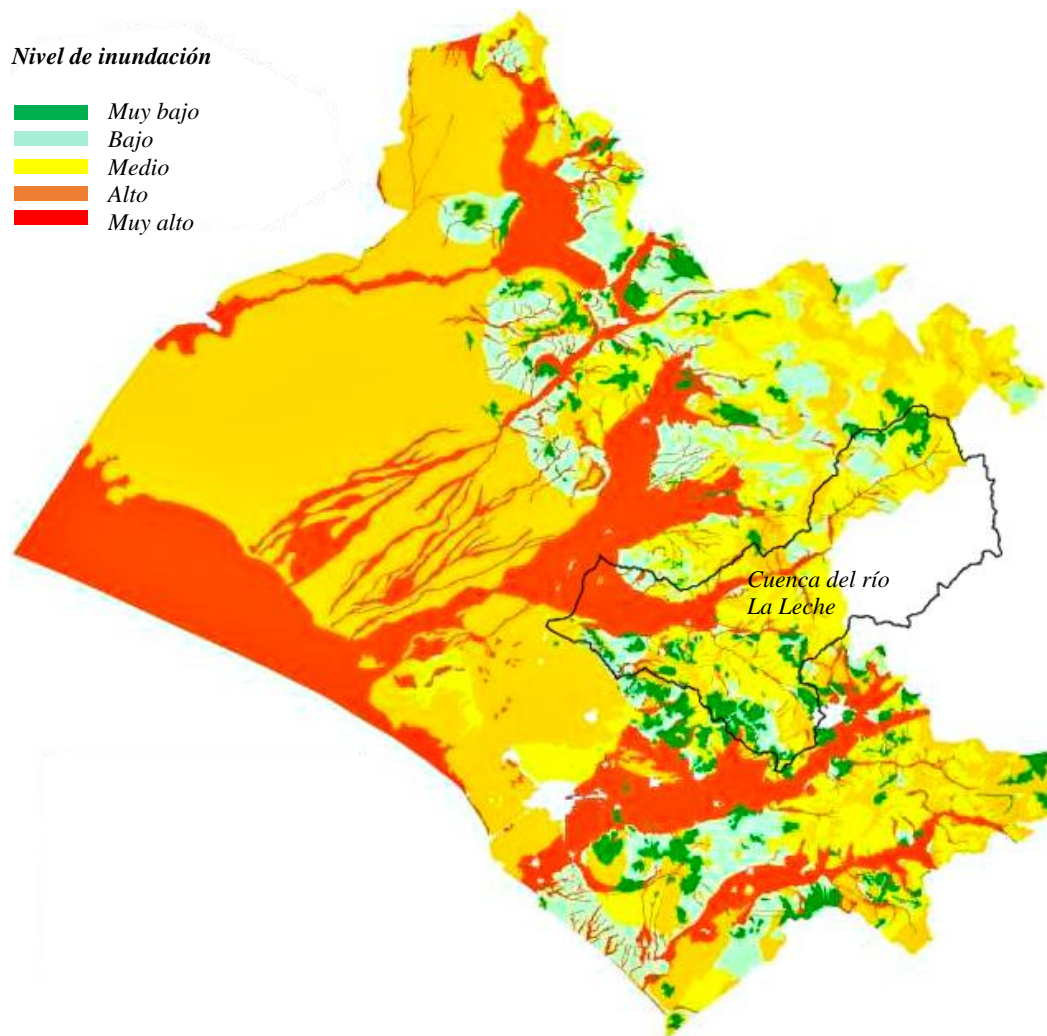 Nivel de inundación
Muy bajo
Bajo
Medio
Alto
Muy alto
Cuenca del río
La Leche